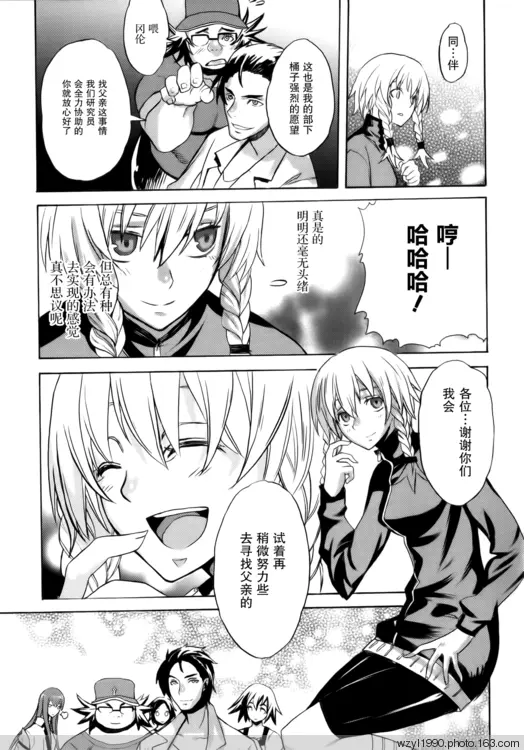 同…伴
这也是我的部下
桶子强烈的愿望
喂
冈伦
找父亲这事情
我们研究员
会全力协助的
你就放心好了
哼—
哈哈哈！
真是的
明明还毫无头绪
但总有种
会有办法
去实现的感觉
真不思议呢
各位…谢谢你们
我会
试着再
稍微努力些
去寻找父亲的
wzyl1990.photo.163.com